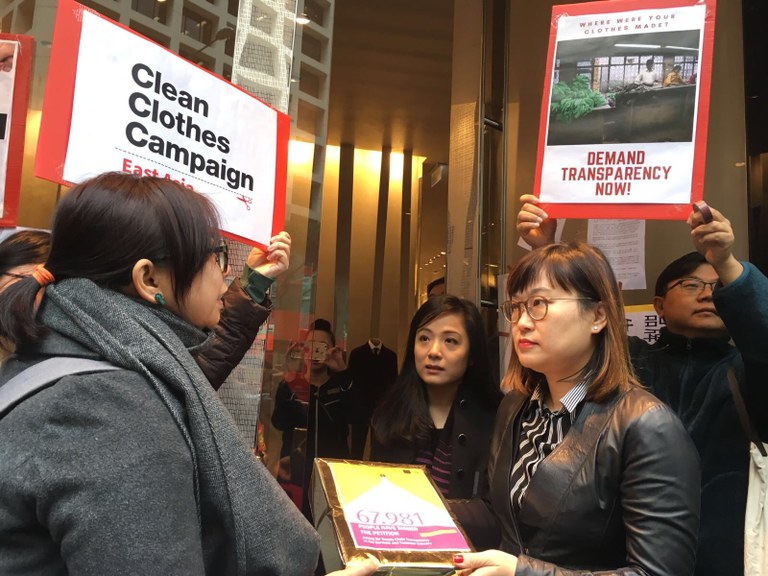 Clean
Clothes
Campaign
East Asia
WHERE WERE YOUR
CLOTHES MADE?
DEMAND
TRANSPARENCY
NOW!
67,981
PEOPLE HAVE SIGNED
THE PETITION